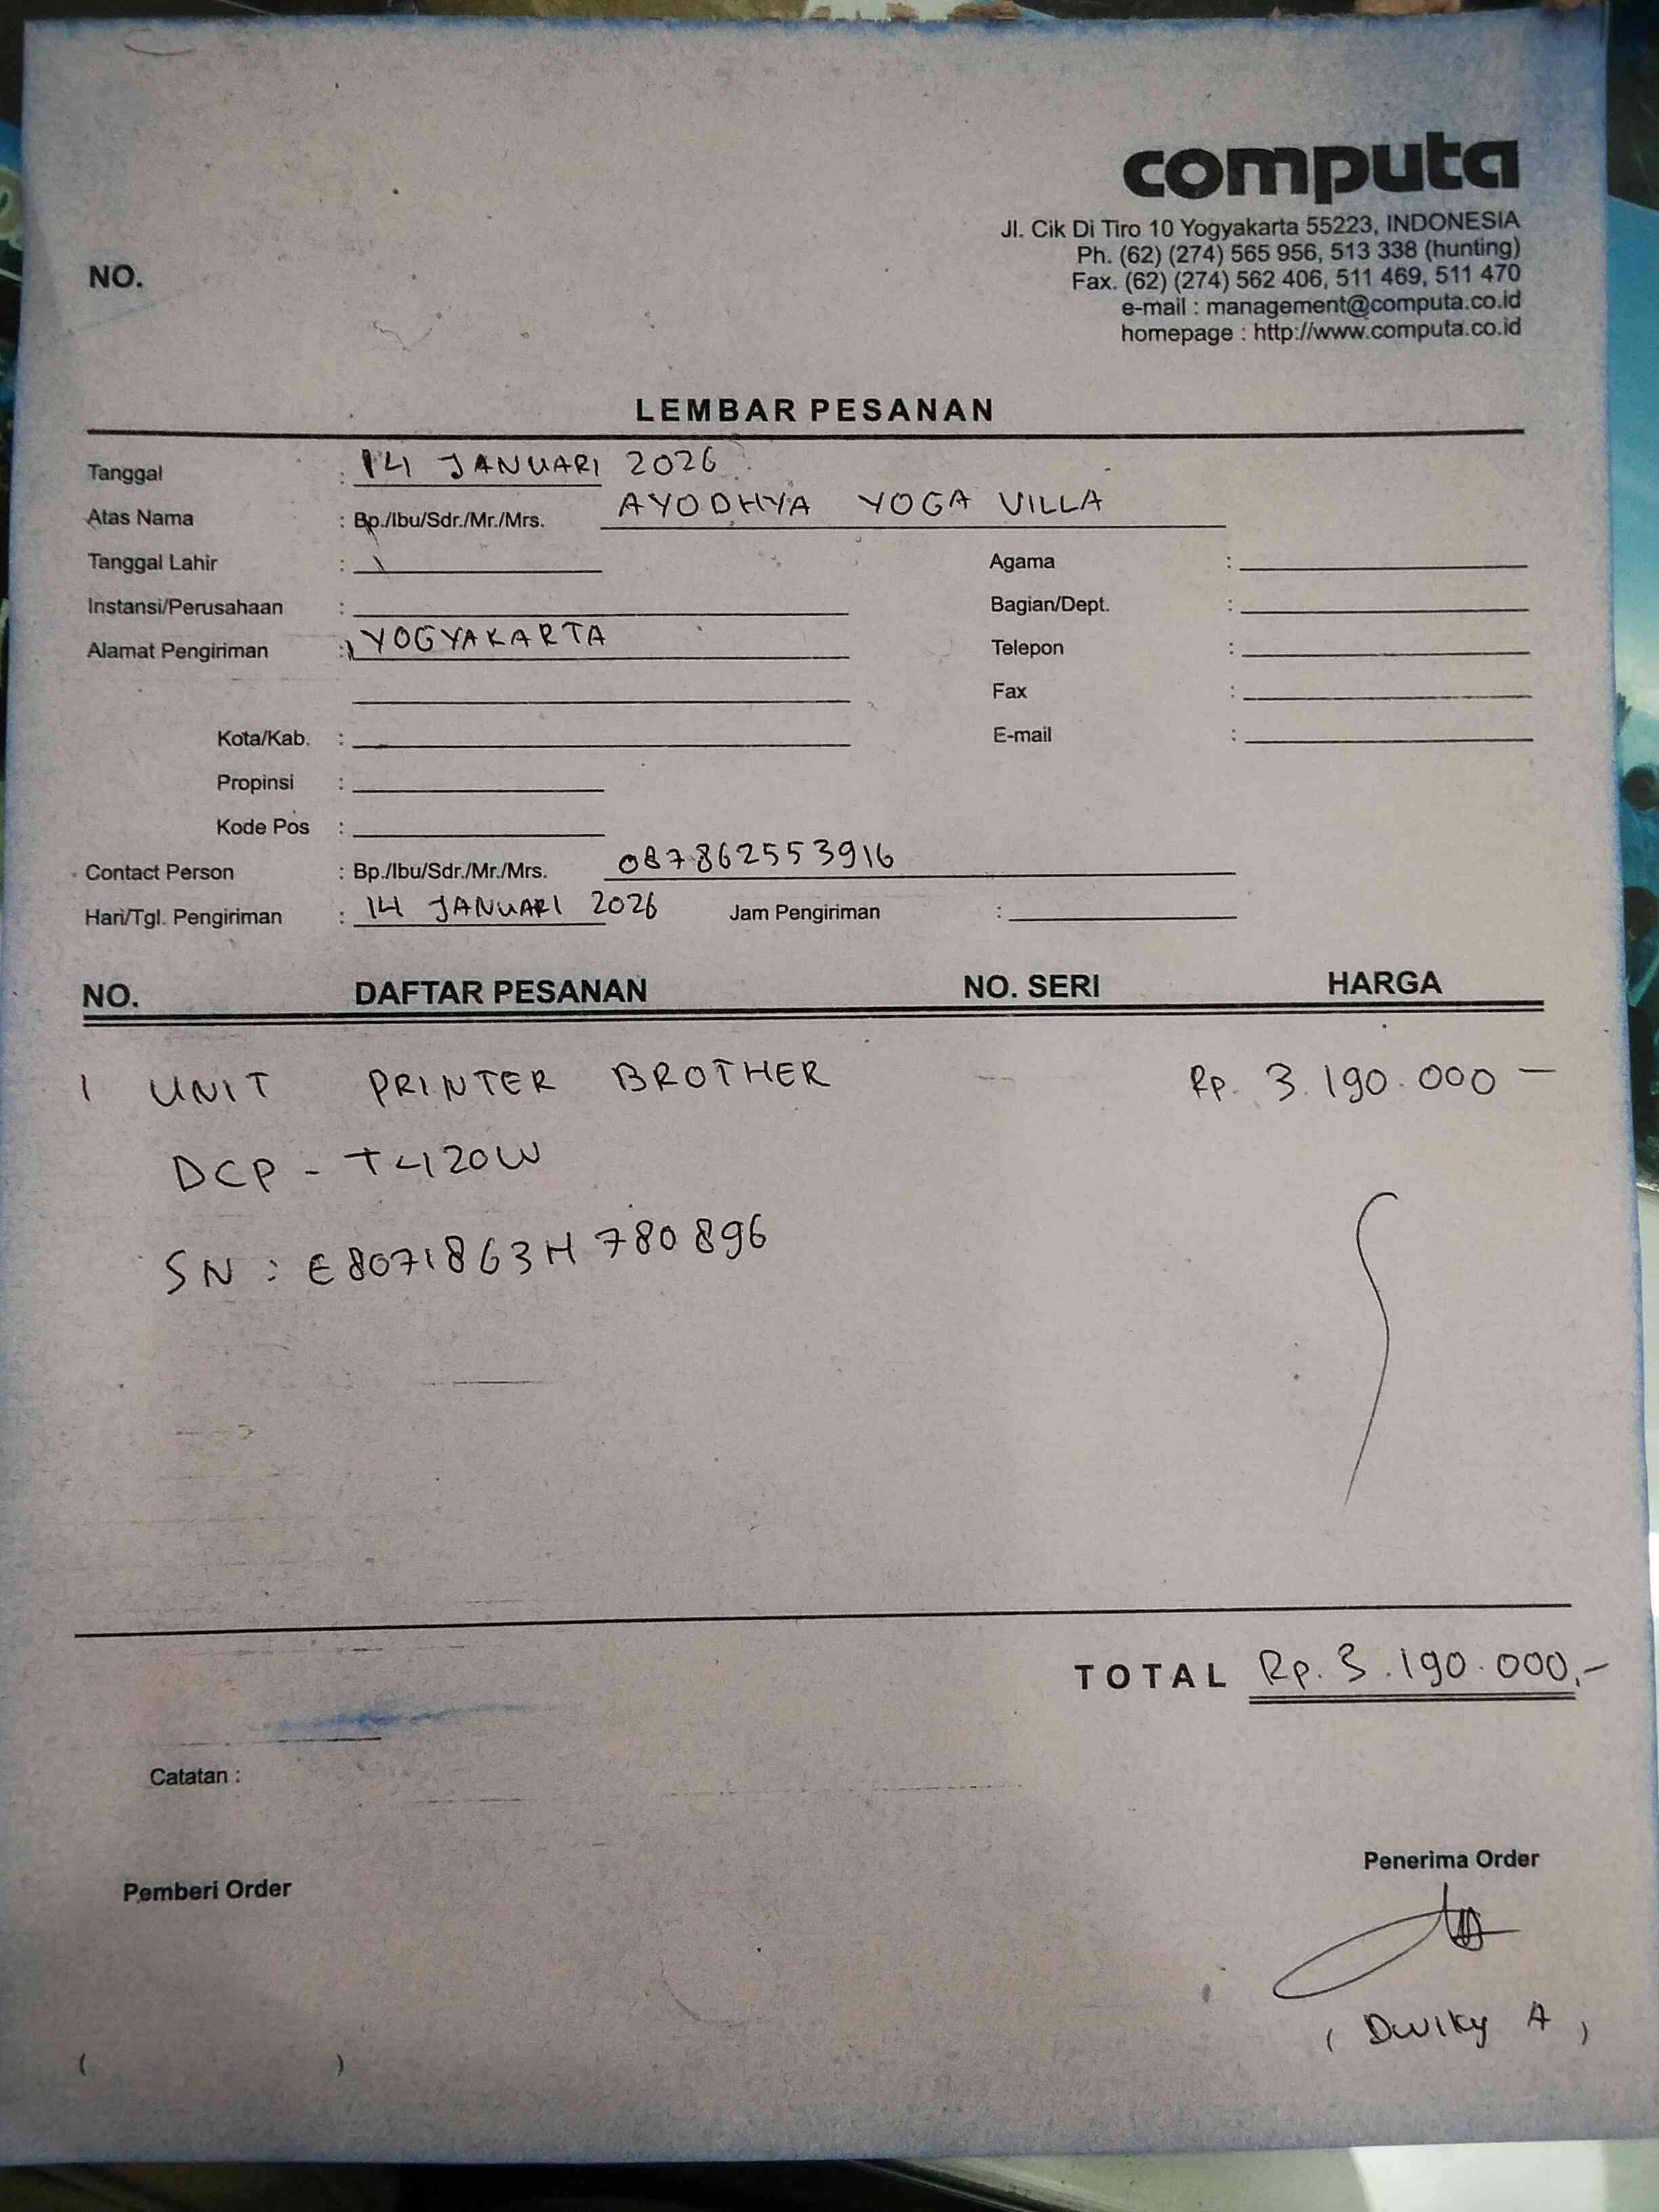 computa
Jl. Cik Di Tiro 10 Yogyakarta 55223, INDONESIA
Ph. (62) (274) 565 956, 513 338 (hunting)
Fax. (62) (274) 562 406, 511 469, 511 470
e-mail : management@computa.co.id
homepage : http://www.computa.co.id
NO.
LEMBAR PESANAN
Tanggal : 14 JANUARI 2026
Atas Nama : Bp./Ibu/Sdr./Mr./Mrs. AYODHYA YOGA VILLA
Tanggal Lahir : Agama :
Instansi/Perusahaan : Bagian/Dept. :
Alamat Pengiriman : YOGYAKARTA Telepon :
Fax :
Kota/Kab. : E-mail :
Propinsi :
Kode Pos :
Contact Person : Bp./Ibu/Sdr./Mr./Mrs. 087862553916
Hari/Tgl. Pengiriman : 14 JANUARI 2026 Jam Pengiriman :
NO. DAFTAR PESANAN NO. SERI HARGA
1 UNIT PRINTER BROTHER Rp. 3.190.000 -
DCP - T420W
SN : E8071863H780896
TOTAL Rp. 3.190.000,-
Catatan :
Pemberi Order Penerima Order
( ) ( Dwiky A )